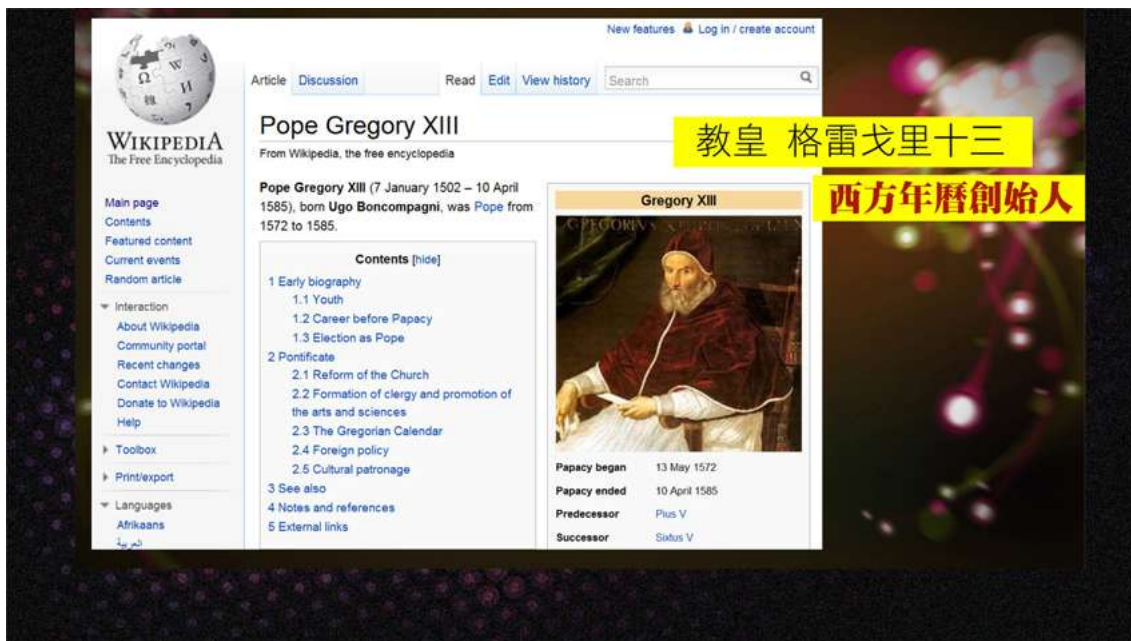 New features Log in / create account
Article Discussion Read Edit View history Search
WIKIPEDIA
The Free Encyclopedia
Main page
Contents
Featured content
Current events
Random article
Interaction
About Wikipedia
Community portal
Recent changes
Contact Wikipedia
Donate to Wikipedia
Help
Toolbox
Print/export
Languages
Afrikaans
العربية
Pope Gregory XIII
From Wikipedia, the free encyclopedia
Pope Gregory XIII (7 January 1502 – 10 April
1585), born Ugo Boncompagni, was Pope from
1572 to 1585.
Contents [hide]
1 Early biography
1.1 Youth
1.2 Career before Papacy
1.3 Election as Pope
2 Pontificate
2.1 Reform of the Church
2.2 Formation of clergy and promotion of
the arts and sciences
2.3 The Gregorian Calendar
2.4 Foreign policy
2.5 Cultural patronage
3 See also
4 Notes and references
5 External links
Gregory XIII
Papacy began 13 May 1572
Papacy ended 10 April 1585
Predecessor Pius V
Successor Sixtus V
教皇 格雷戈里十三
西方年曆創始人